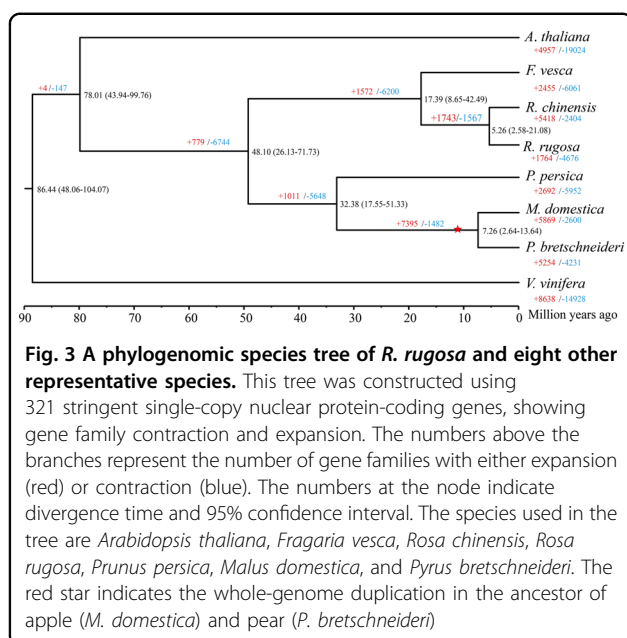 A. thaliana
+4957 /-19024
F. vesca
+2455 /-6061
R. chinensis
+5418 /-2404
R. rugosa
+1764 /-4676
P. persica
+2692 /-5952
M. domestica
+5869 /-2600
P. bretschneideri
+5254 /-4231
V. vinifera
+8638 /-14928
+4 /-147
78.01 (43.94-99.76)
+1572 /-6200
17.39 (8.65-42.49)
+1743/-1567
5.26 (2.58-21.08)
+779 /-6744
48.10 (26.13-71.73)
+1011 /-5648
32.38 (17.55-51.33)
86.44 (48.06-104.07)
+7395 /-1482
7.26 (2.64-13.64)
90 80 70 60 50 40 30 20 10 0 Million years ago
Fig. 3 A phylogenomic species tree of R. rugosa and eight other
representative species. This tree was constructed using
321 stringent single-copy nuclear protein-coding genes, showing
gene family contraction and expansion. The numbers above the
branches represent the number of gene families with either expansion
(red) or contraction (blue). The numbers at the node indicate
divergence time and 95% confidence interval. The species used in the
tree are Arabidopsis thaliana, Fragaria vesca, Rosa chinensis, Rosa
rugosa, Prunus persica, Malus domestica, and Pyrus bretschneideri. The
red star indicates the whole-genome duplication in the ancestor of
apple (M. domestica) and pear (P. bretschneideri)